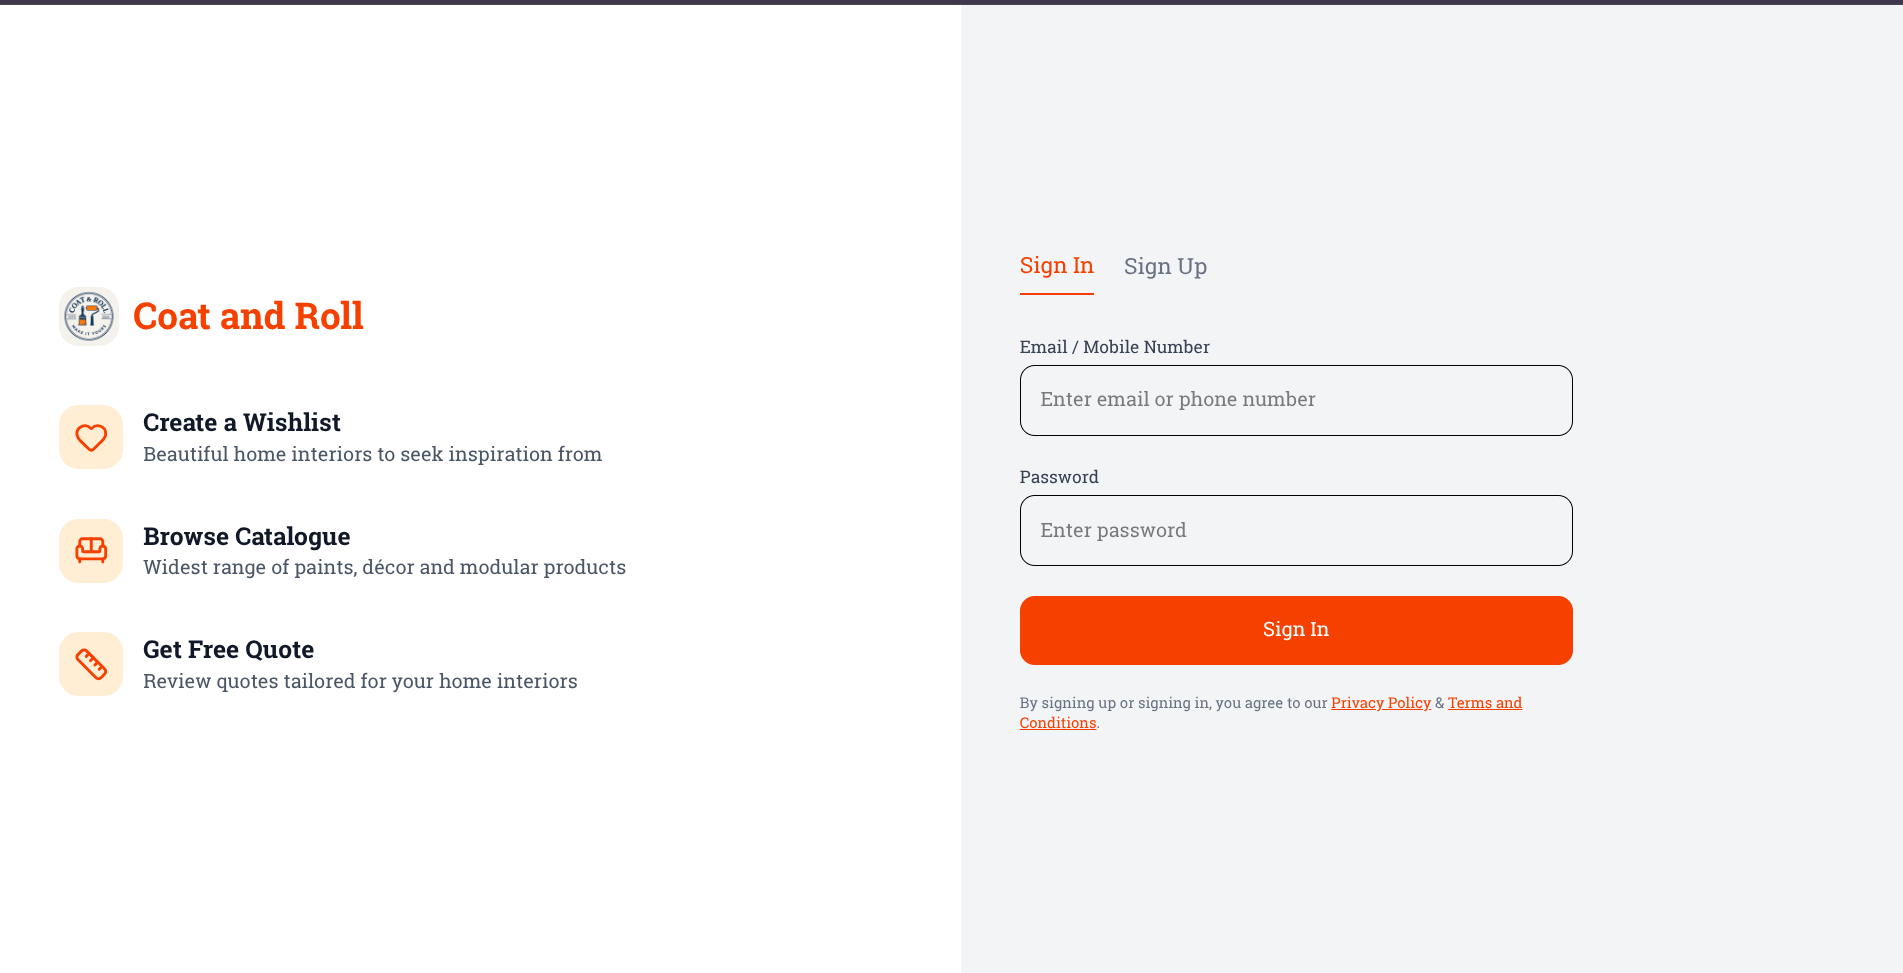 COAT & ROLL
MAKE IT YOURS
Coat and Roll
Create a Wishlist
Beautiful home interiors to seek inspiration from
Browse Catalogue
Widest range of paints, décor and modular products
Get Free Quote
Review quotes tailored for your home interiors
Sign In
Sign Up
Email / Mobile Number
Enter email or phone number
Password
Enter password
Sign In
By signing up or signing in, you agree to our Privacy Policy & Terms and
Conditions.